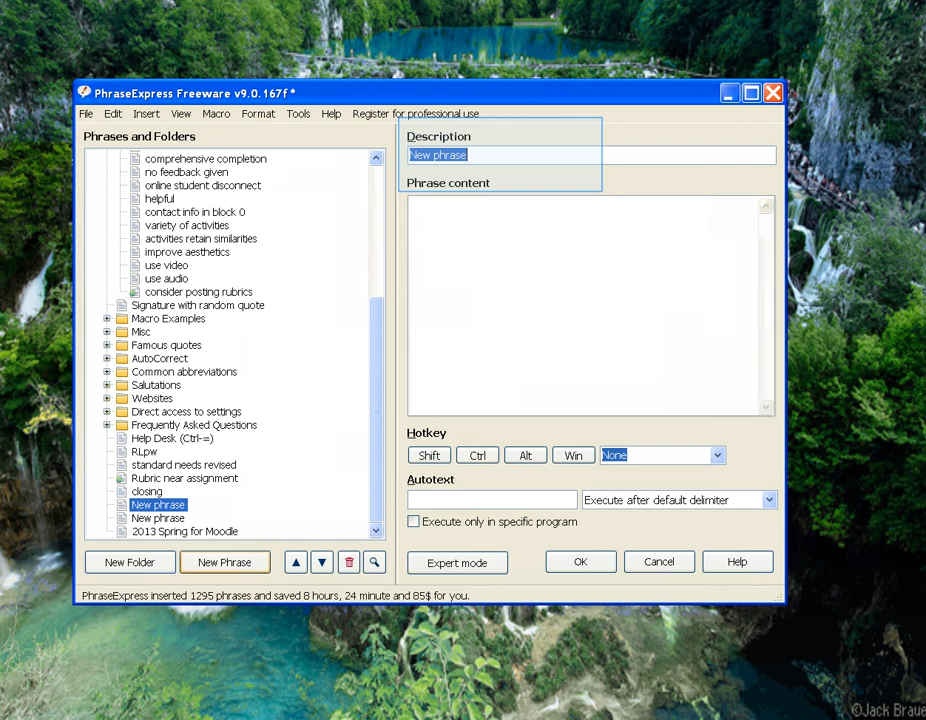 PhraseExpress Freeware v9.0.167f *
File Edit Insert View Macro Format Tools Help Register for professional use
Phrases and Folders
comprehensive completion
no feedback given
online student disconnect
helpful
contact info in block 0
variety of activities
activities retain similarities
improve aesthetics
use video
use audio
consider posting rubrics
Signature with random quote
Macro Examples
Misc
Famous quotes
AutoCorrect
Common abbreviations
Salutations
Websites
Direct access to settings
Frequently Asked Questions
Help Desk (Ctrl-=)
RLpw
standard needs revised
Rubric near assignment
closing
New phrase
New phrase
2013 Spring for Moodle
New Folder New Phrase
Description
New phrase
Phrase content
Hotkey
Shift Ctrl Alt Win None
Autotext
Execute after default delimiter
Execute only in specific program
Expert mode OK Cancel Help
PhraseExpress inserted 1295 phrases and saved 8 hours, 24 minute and 85$ for you.